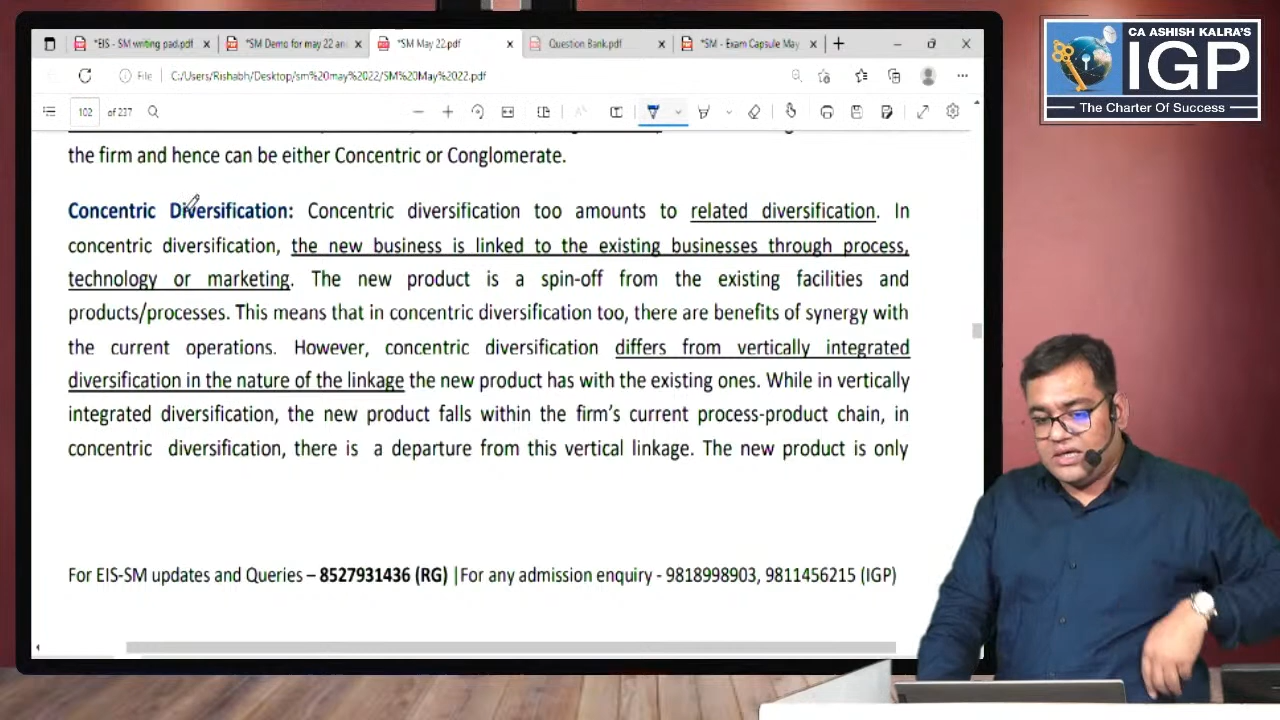 *EIS - SM writing pad.pdf
*SM Demo for may 22 an
*SM May 22.pdf
Question Bank.pdf
*SM - Exam Capsule May
File
C:/Users/Rishabh/Desktop/sm%20may%2022/SM%20May%2022.pdf
102 of 237
the firm and hence can be either Concentric or Conglomerate.
Concentric Diversification: Concentric diversification too amounts to related diversification. In
concentric diversification, the new business is linked to the existing businesses through process,
technology or marketing. The new product is a spin-off from the existing facilities and
products/processes. This means that in concentric diversification too, there are benefits of synergy with
the current operations. However, concentric diversification differs from vertically integrated
diversification in the nature of the linkage the new product has with the existing ones. While in vertically
integrated diversification, the new product falls within the firm's current process-product chain, in
concentric diversification, there is a departure from this vertical linkage. The new product is only
For EIS-SM updates and Queries – 8527931436 (RG) |For any admission enquiry - 9818998903, 9811456215 (IGP)
CA ASHISH KALRA'S
IGP
The Charter Of Success